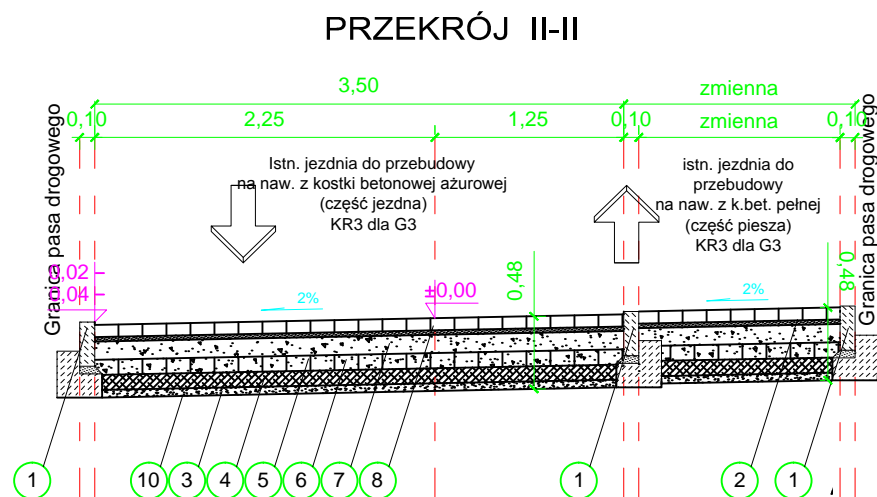 PRZEKRÓJ II-II
3,50
zmienna
0,10
2,25
1,25
0,10
zmienna
0,10
Granica pasa drogowego
Istn. jezdnia do przebudowy
na naw. z kostki betonowej ażurowej
(część jezdna)
KR3 dla G3
istn. jezdnia do
przebudowy
na naw. z k.bet. pełnej
(część piesza)
KR3 dla G3
Granica pasa drogowego
0,02
0,04
2%
±0,00
0,48
2%
0,48
1
10
3
4
5
6
7
8
1
2
1